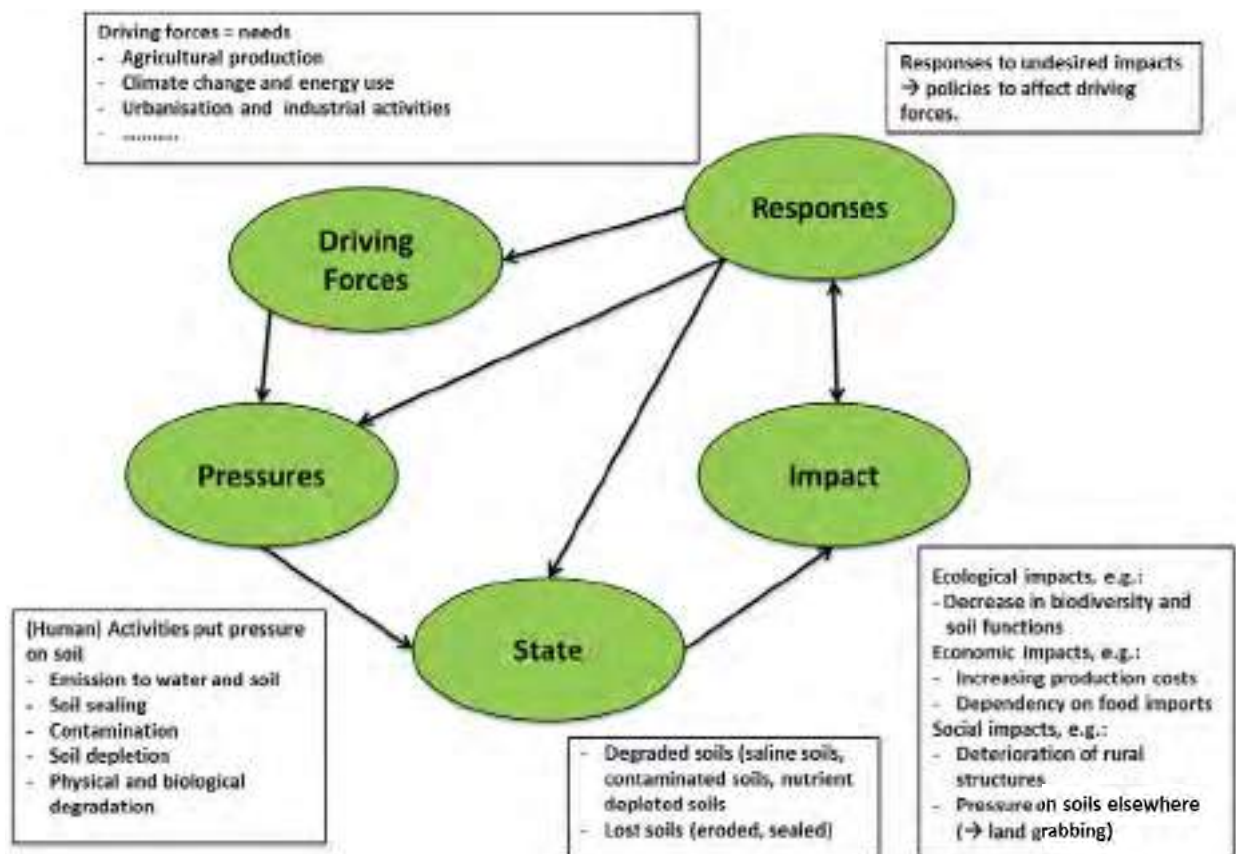 Driving forces = needs
- Agricultural production
- Climate change and energy use
- Urbanisation and industrial activities
- ..........
Responses to undesired impacts
→ policies to affect driving
forces.
Responses
Driving
Forces
Pressures
Impact
State
(Human) Activities put pressure
on soil
- Emission to water and soil
- Soil sealing
- Contamination
- Soil depletion
- Physical and biological
degradation
- Degraded soils (saline soils,
contaminated soils, nutrient
depleted soils
- Lost soils (eroded, sealed)
Ecological impacts, e.g.:
- Decrease in biodiversity and
soil functions
Economic Impacts, e.g.:
- Increasing production costs
- Dependency on food imports
Social impacts, e.g.:
- Deterioration of rural
structures
- Pressure on soils elsewhere
(→ land grabbing)